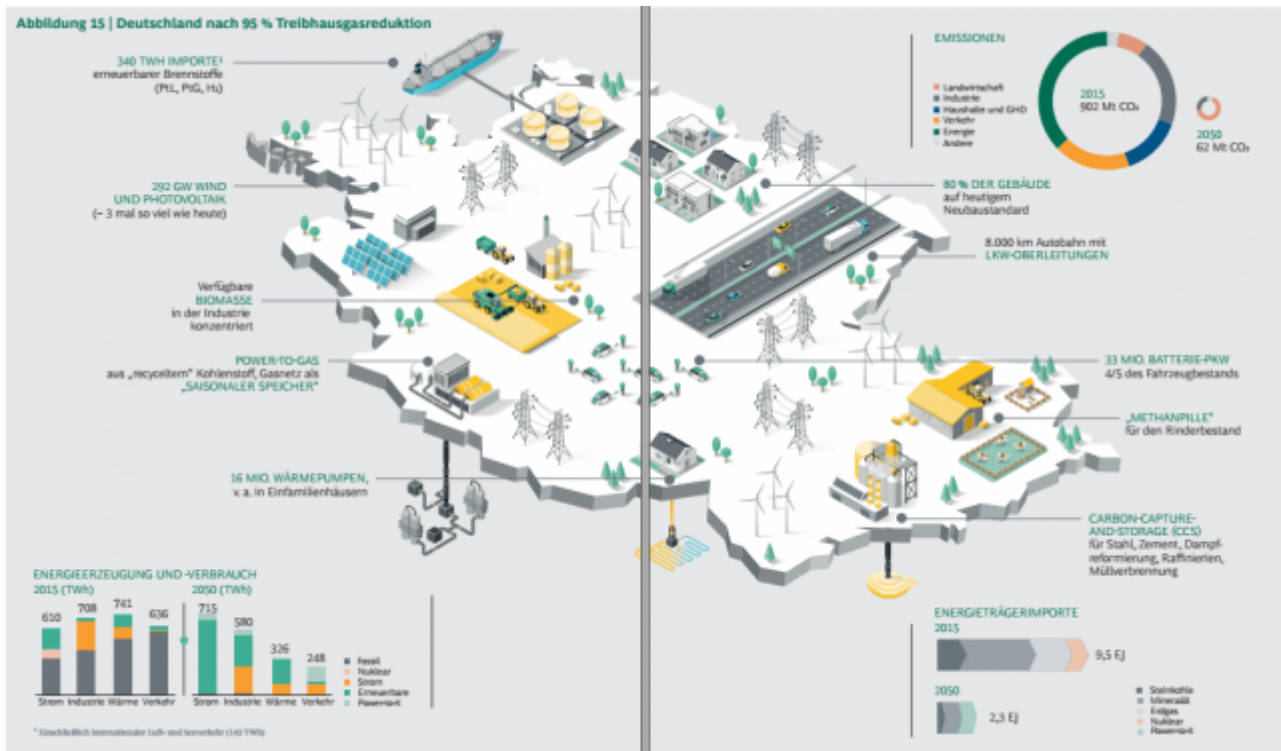 Abbildung 15 | Deutschland nach 95 % Treibhausgasreduktion
340 TWH IMPORTE¹
erneuerbarer Brennstoffe
(PtL, PtG, H₂)
292 GW WIND
UND PHOTOVOLTAIK
(~ 3 mal so viel wie heute)
Verfügbare
BIOMASSE
in der Industrie
konzentriert
POWER-TO-GAS
aus „recyceltem“ Kohlenstoff, Gasnetz als
„SAISONALER SPEICHER“
16 MIO. WÄRMEPUMPEN,
v. a. in Einfamilienhäusern
ENERGIEERZEUGUNG UND -VERBRAUCH
2015 (TWh)
2050 (TWh)
610
708
741
636
715
580
326
248
Strom
Industrie
Wärme
Verkehr
Strom
Industrie
Wärme
Verkehr
Fossil
Nuklear
Strom
Erneuerbare
Power-to-X
¹ Einschließlich internationaler Luft- und Seeverkehr (143 TWh)
EMISSIONEN
Landwirtschaft
Industrie
Haushalte und GHD
Verkehr
Energie
Andere
2015
902 Mt CO₂
2050
62 Mt CO₂
80 % DER GEBÄUDE
auf heutigem
Neubaustandard
8.000 km Autobahn mit
LKW-OBERLEITUNGEN
33 MIO. BATTERIE-PKW
4/5 des Fahrzeugbestands
„METHANPILLE“
für den Rinderbestand
CARBON-CAPTURE-
AND-STORAGE (CCS)
für Stahl, Zement, Dampf-
reformierung, Raffinerien,
Müllverbrennung
ENERGIETRÄGERIMPORTE
2015
9,5 EJ
2050
2,3 EJ
Steinkohle
Mineralöl
Erdgas
Nuklear
Power-to-X